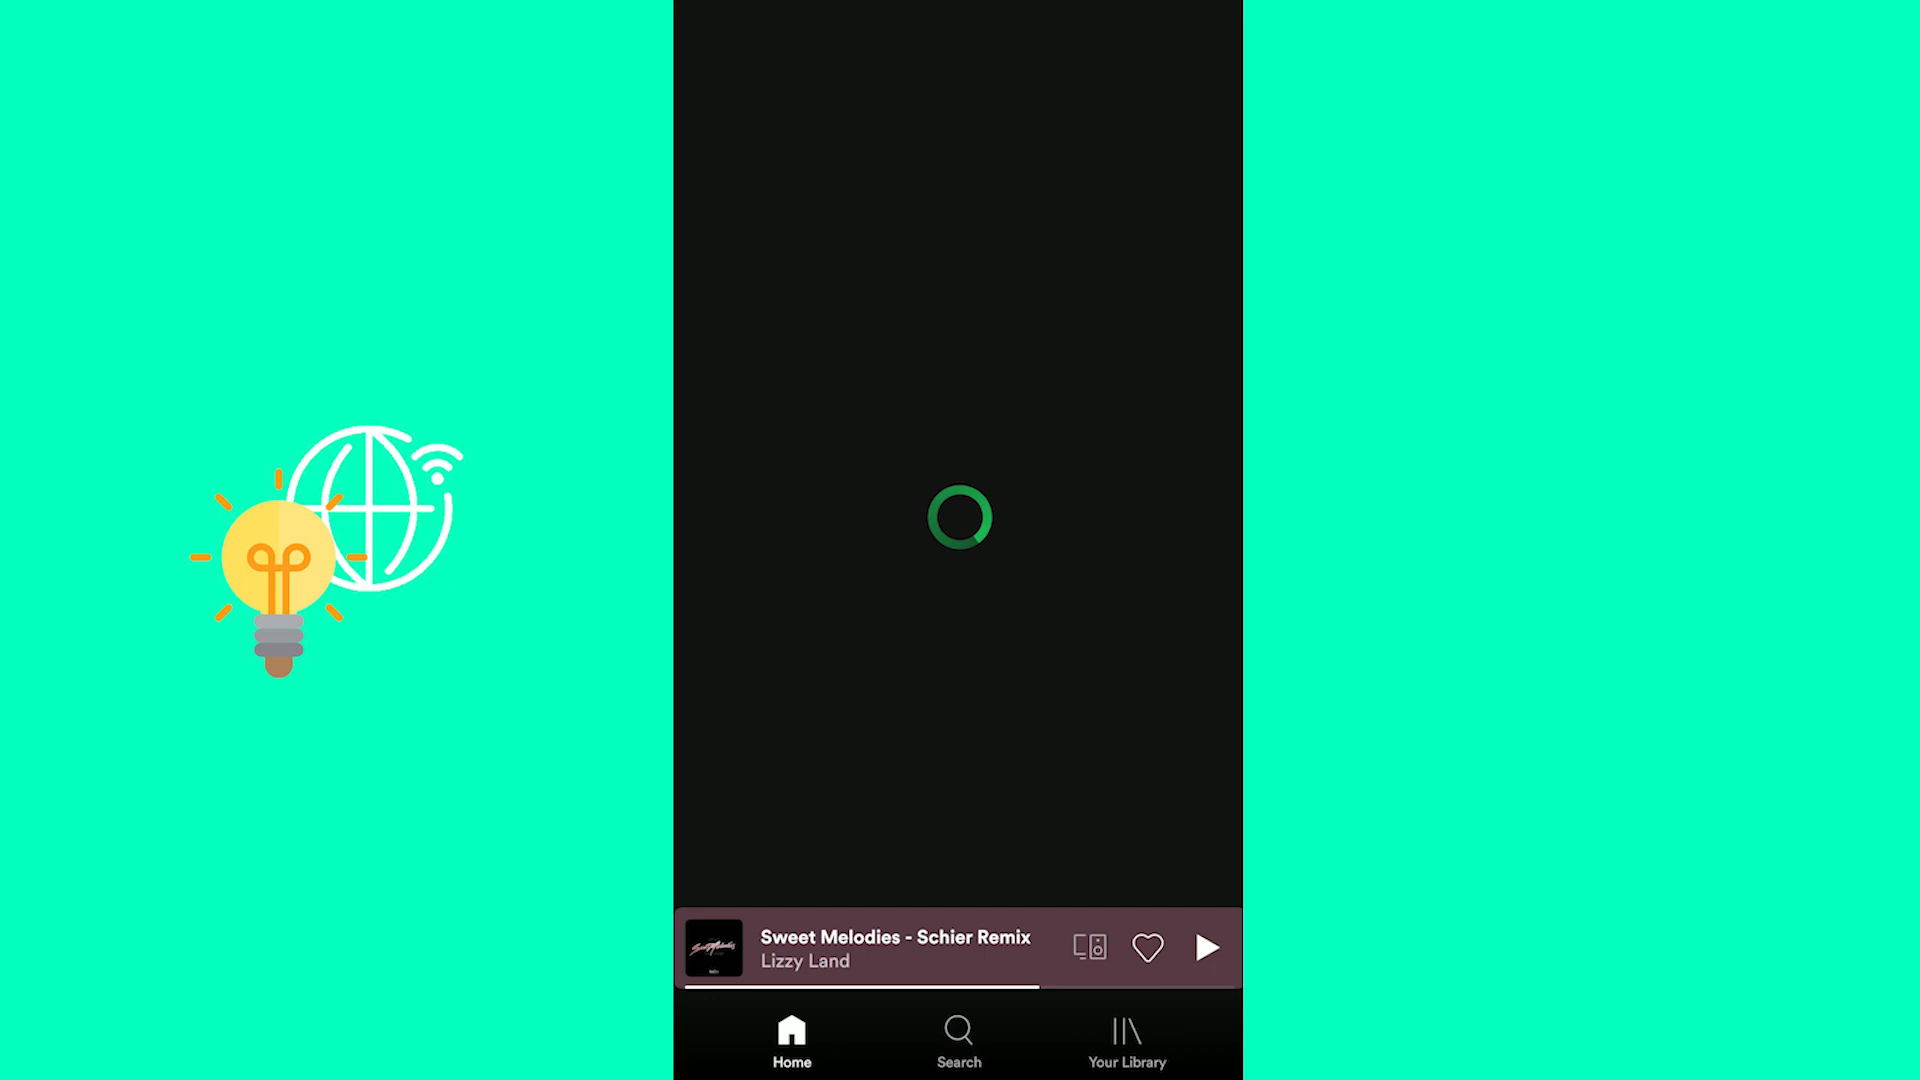 Sweet Melodies - Schier Remix
Lizzy Land
Home
Search
Your Library